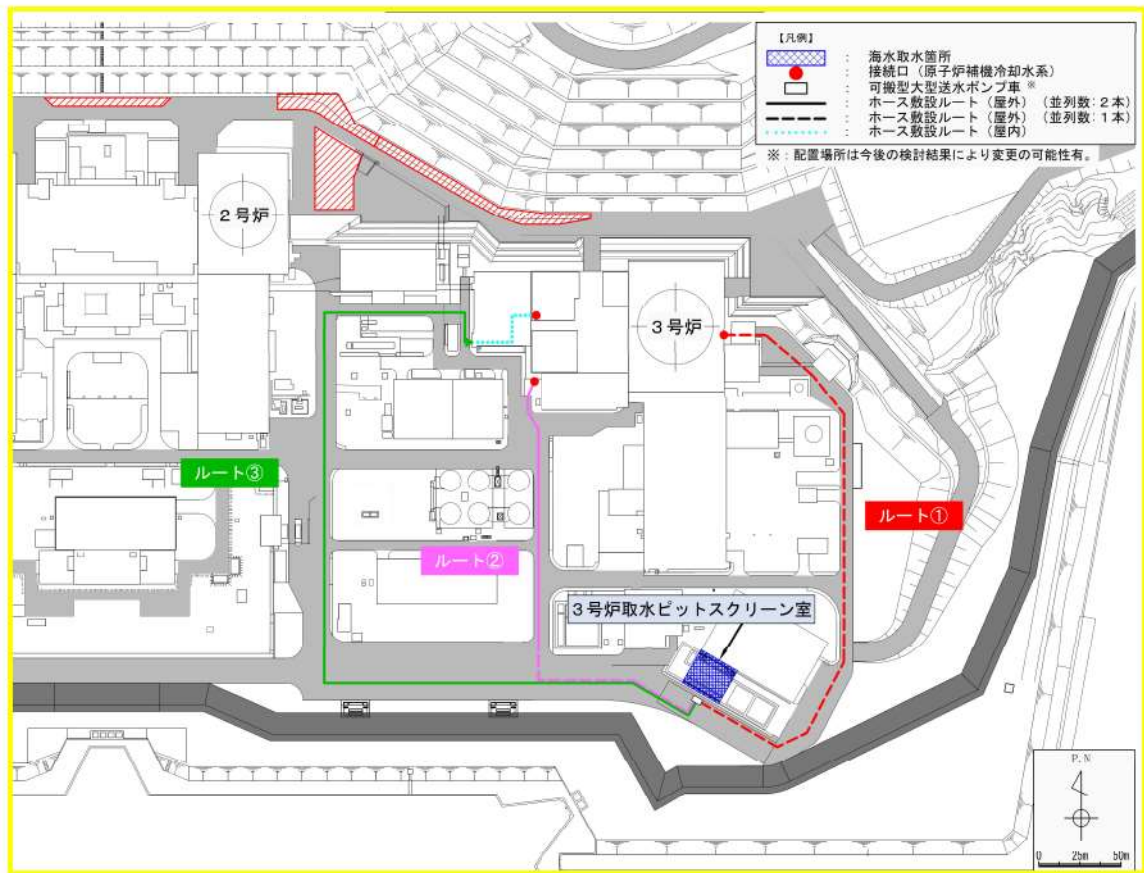 【凡例】
: 海水取水箇所
: 接続口（原子炉補機冷却水系）
: 可搬型大型送水ポンプ車 ※
: ホース敷設ルート（屋外）（並列数：２本）
: ホース敷設ルート（屋外）（並列数：１本）
: ホース敷設ルート（屋内）
※：配置場所は今後の検討結果により変更の可能性有。
２号炉
３号炉
ルート③
ルート①
ルート②
３号炉取水ピットスクリーン室
P.N
0 25m 50m